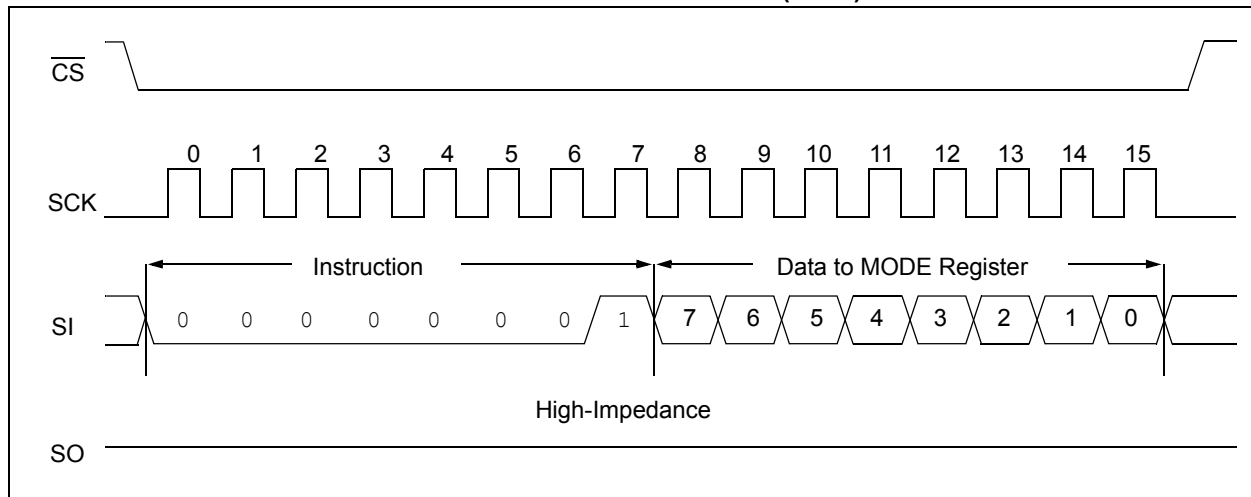 CS
0 1 2 3 4 5 6 7 8 9 10 11 12 13 14 15
SCK
Instruction Data to MODE Register
SI 0 0 0 0 0 0 0 1 7 6 5 4 3 2 1 0
High-Impedance
SO